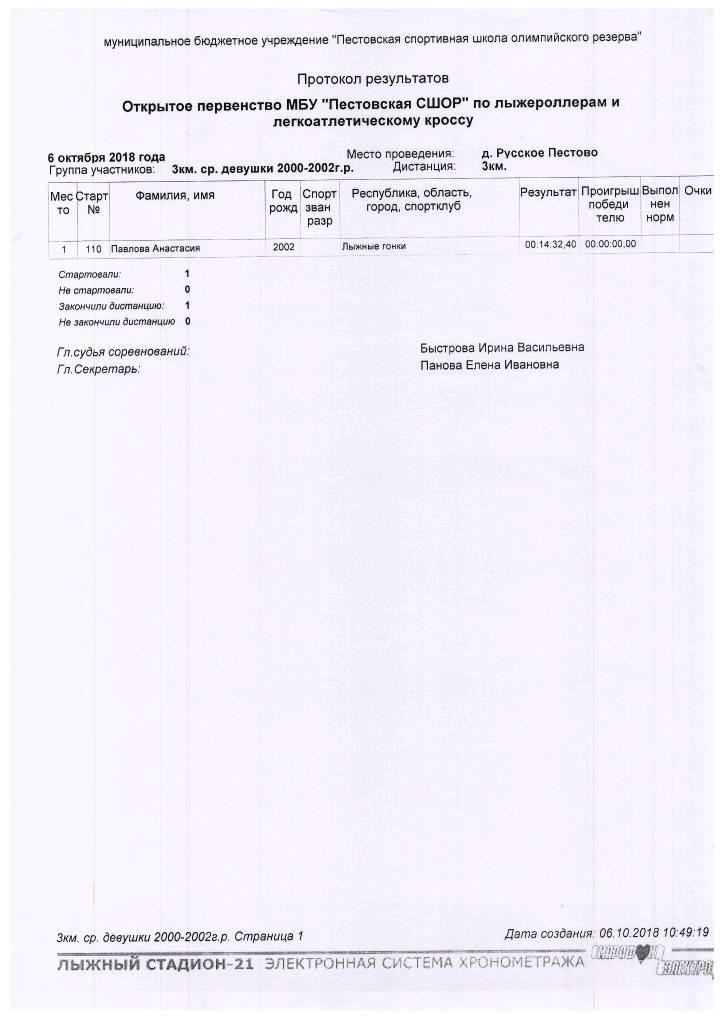 муниципальное бюджетное учреждение "Пестовская спортивная школа олимпийского резерва"
Протокол результатов
Открытое первенство МБУ "Пестовская СШОР" по лыжероллерам и
легкоатлетическому кроссу
6 октября 2018 года Место проведения: д. Русское Пестово
Группа участников: 3км. ср. девушки 2000-2002г.р. Дистанция: 3км.
Мес Старт Фамилия, имя Год Спорт Республика, область, Результат Проигрыш Выпол Очки
то № рожд зван город, спортклуб победи нен
разр телю норм
1 110 Павлова Анастасия 2002 Лыжные гонки 00:14:32,40 00:00:00,00
Стартовали: 1
Не стартовали: 0
Закончили дистанцию: 1
Не закончили дистанцию 0
Гл.судья соревнований: Быстрова Ирина Васильевна
Гл.Секретарь: Панова Елена Ивановна
3км. ср. девушки 2000-2002г.р. Страница 1 Дата создания: 06.10.2018 10:49:19
ЛЫЖНЫЙ СТАДИОН-21 ЭЛЕКТРОННАЯ СИСТЕМА ХРОНОМЕТРАЖА